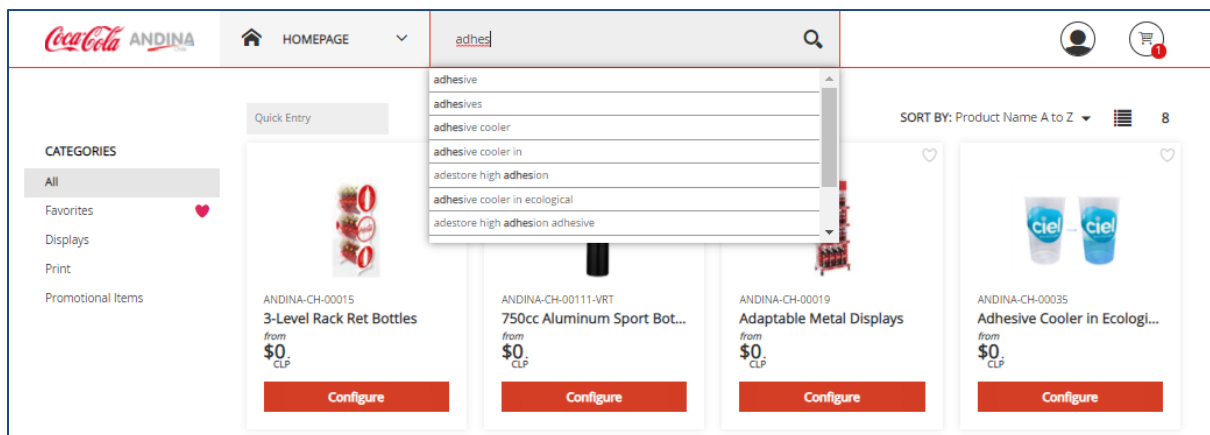 Coca-Cola ANDINA
HOMEPAGE
adhes
1
adhesive
adhesives
adhesive cooler
adhesive cooler in
adestore high adhesion
adhesive cooler in ecological
adestore high adhesion adhesive
Quick Entry
SORT BY: Product Name A to Z
8
CATEGORIES
All
Favorites
Displays
Print
Promotional Items
ANDINA-CH-00015
3-Level Rack Ret Bottles
from
$0.
CLP
Configure
ANDINA-CH-00111-VRT
750cc Aluminum Sport Bot...
from
$0.
CLP
Configure
ANDINA-CH-00019
Adaptable Metal Displays
from
$0.
CLP
Configure
ciel
ciel
ANDINA-CH-00035
Adhesive Cooler in Ecologi...
from
$0.
CLP
Configure